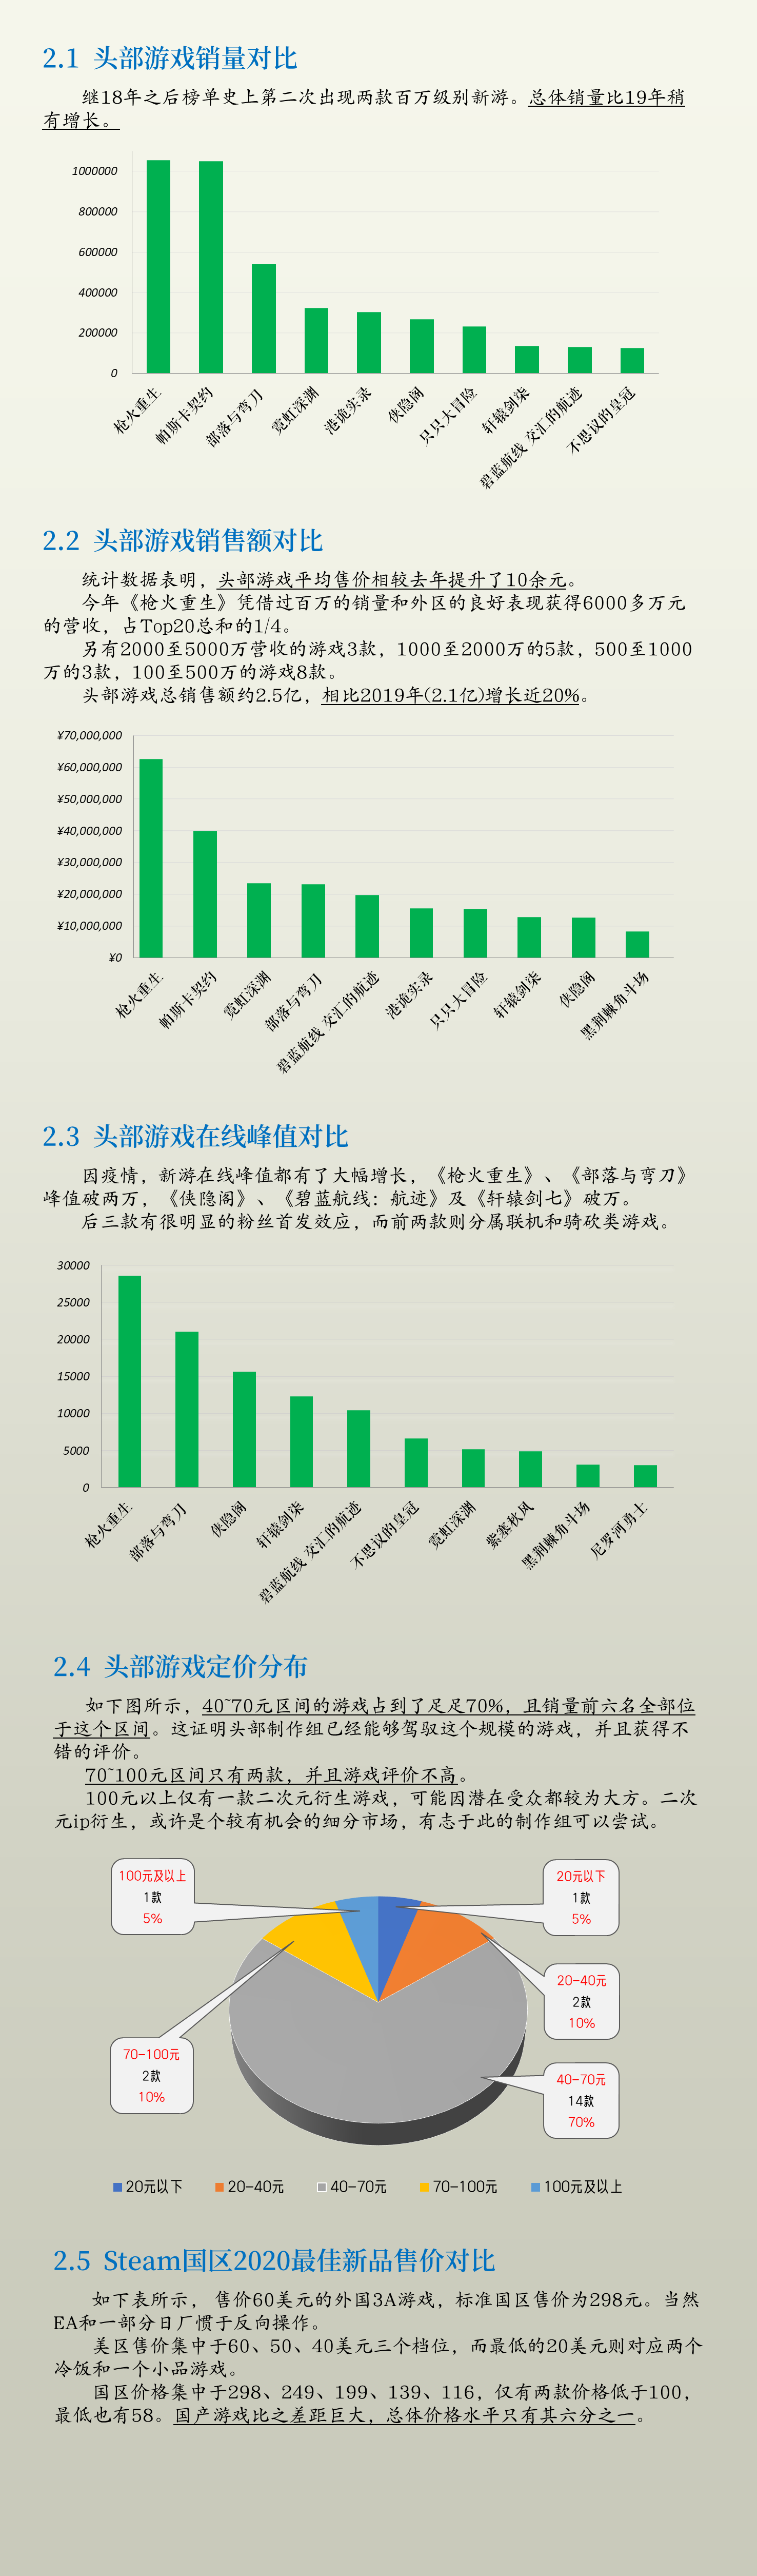 2.1 头部游戏销量对比
继18年之后榜单史上第二次出现两款百万级别新游。总体销量比19年稍
有增长。
1000000
800000
600000
400000
200000
0
枪火重生
帕斯卡契约
部落与弯刀
霓虹深渊
港诡实录
侠隐阁
只只大冒险
轩辕剑柒
碧蓝航线 交汇的航迹
不思议的皇冠
2.2 头部游戏销售额对比
统计数据表明，头部游戏平均售价相较去年提升了10余元。
今年《枪火重生》凭借过百万的销量和外区的良好表现获得6000多万元
的营收，占Top20总和的1/4。
另有2000至5000万营收的游戏3款，1000至2000万的5款，500至1000
万的3款，100至500万的游戏8款。
头部游戏总销售额约2.5亿，相比2019年(2.1亿)增长近20%。
¥70,000,000
¥60,000,000
¥50,000,000
¥40,000,000
¥30,000,000
¥20,000,000
¥10,000,000
¥0
枪火重生
帕斯卡契约
霓虹深渊
部落与弯刀
碧蓝航线 交汇的航迹
港诡实录
只只大冒险
轩辕剑柒
侠隐阁
黑荆棘角斗场
2.3 头部游戏在线峰值对比
因疫情，新游在线峰值都有了大幅增长，《枪火重生》、《部落与弯刀》
峰值破两万，《侠隐阁》、《碧蓝航线：航迹》及《轩辕剑七》破万。
后三款有很明显的粉丝首发效应，而前两款则分属联机和骑砍类游戏。
30000
25000
20000
15000
10000
5000
0
枪火重生
部落与弯刀
侠隐阁
轩辕剑柒
碧蓝航线 交汇的航迹
不思议的皇冠
霓虹深渊
紫塞秋风
黑荆棘角斗场
尼罗河勇士
2.4 头部游戏定价分布
如下图所示，40~70元区间的游戏占到了足足70%，且销量前六名全部位
于这个区间。这证明头部制作组已经能够驾驭这个规模的游戏，并且获得不
错的评价。
70~100元区间只有两款，并且游戏评价不高。
100元以上仅有一款二次元衍生游戏，可能因潜在受众都较为大方。二次
元ip衍生，或许是个较有机会的细分市场，有志于此的制作组可以尝试。
100元及以上
1款
5%
20元以下
1款
5%
20-40元
2款
10%
70-100元
2款
10%
40-70元
14款
70%
20元以下 20-40元 40-70元 70-100元 100元及以上
2.5 Steam国区2020最佳新品售价对比
如下表所示， 售价60美元的外国3A游戏，标准国区售价为298元。当然
EA和一部分日厂惯于反向操作。
美区售价集中于60、50、40美元三个档位，而最低的20美元则对应两个
冷饭和一个小品游戏。
国区价格集中于298、249、199、139、116，仅有两款价格低于100，
最低也有58。国产游戏比之差距巨大，总体价格水平只有其六分之一。